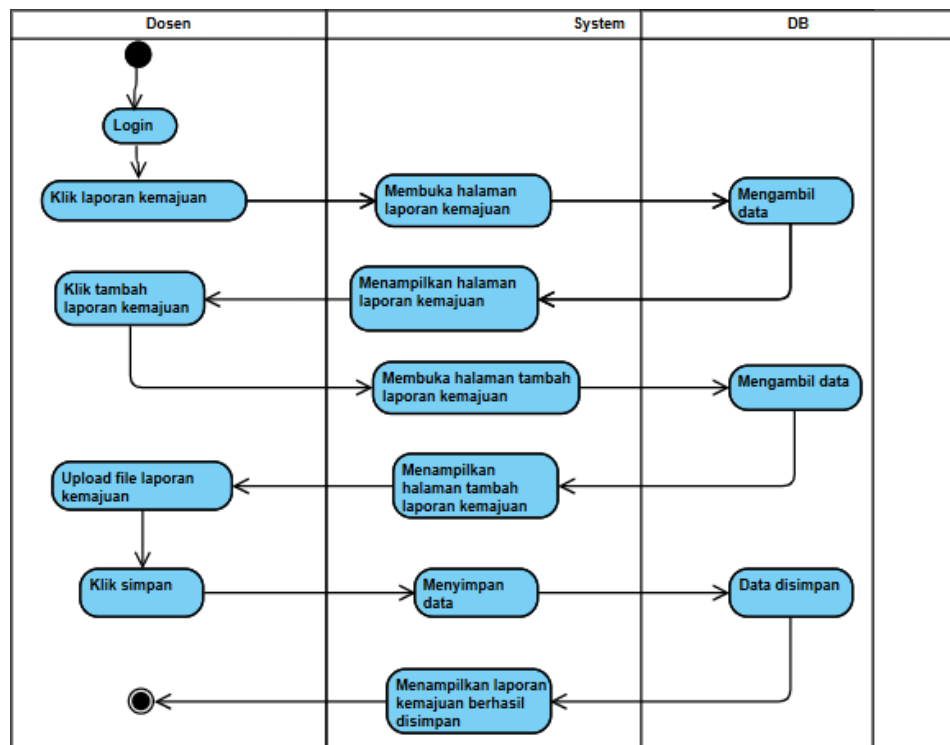 Dosen
System
DB
Login
Klik laporan kemajuan
Membuka halaman
laporan kemajuan
Mengambil
data
Klik tambah
laporan kemajuan
Menampilkan halaman
laporan kemajuan
Membuka halaman tambah
laporan kemajuan
Mengambil data
Upload file laporan
kemajuan
Menampilkan
halaman tambah
laporan kemajuan
Klik simpan
Menyimpan
data
Data disimpan
Menampilkan laporan
kemajuan berhasil
disimpan